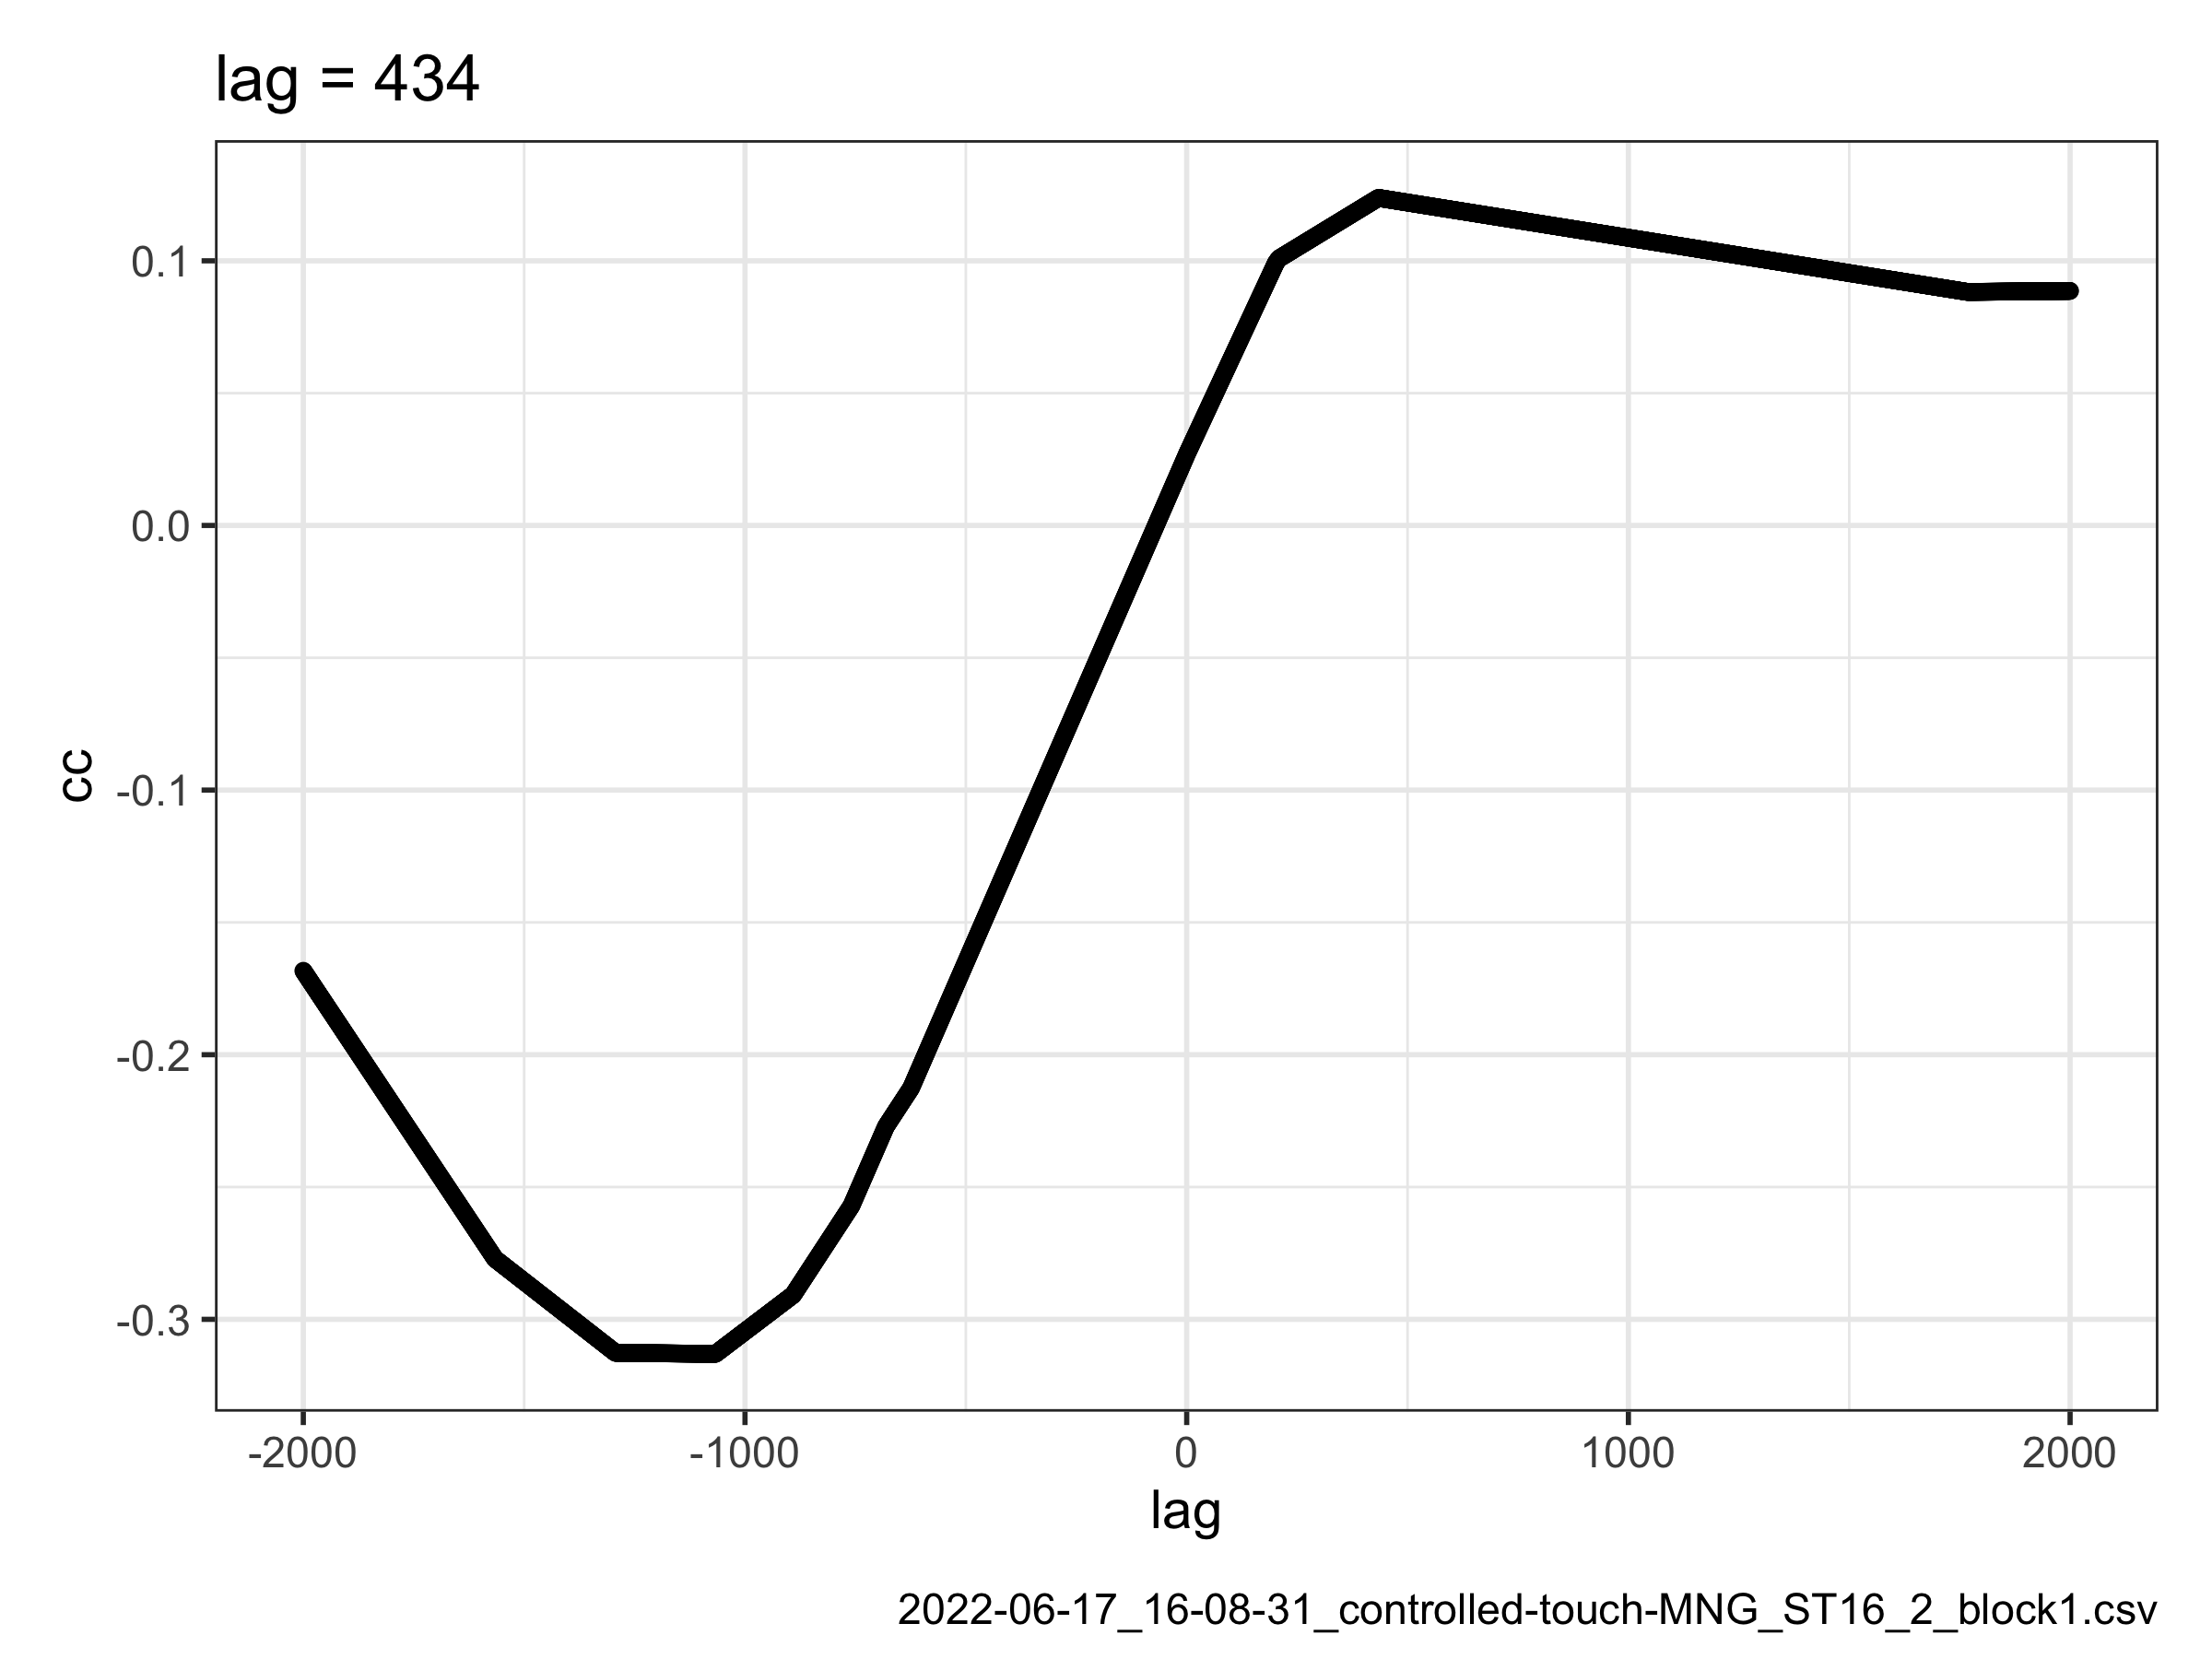 lag = 434
0.1
0.0
-0.1
-0.2
-0.3
cc
-2000 -1000 0 1000 2000
lag
2022-06-17_16-08-31_controlled-touch-MNG_ST16_2_block1.csv